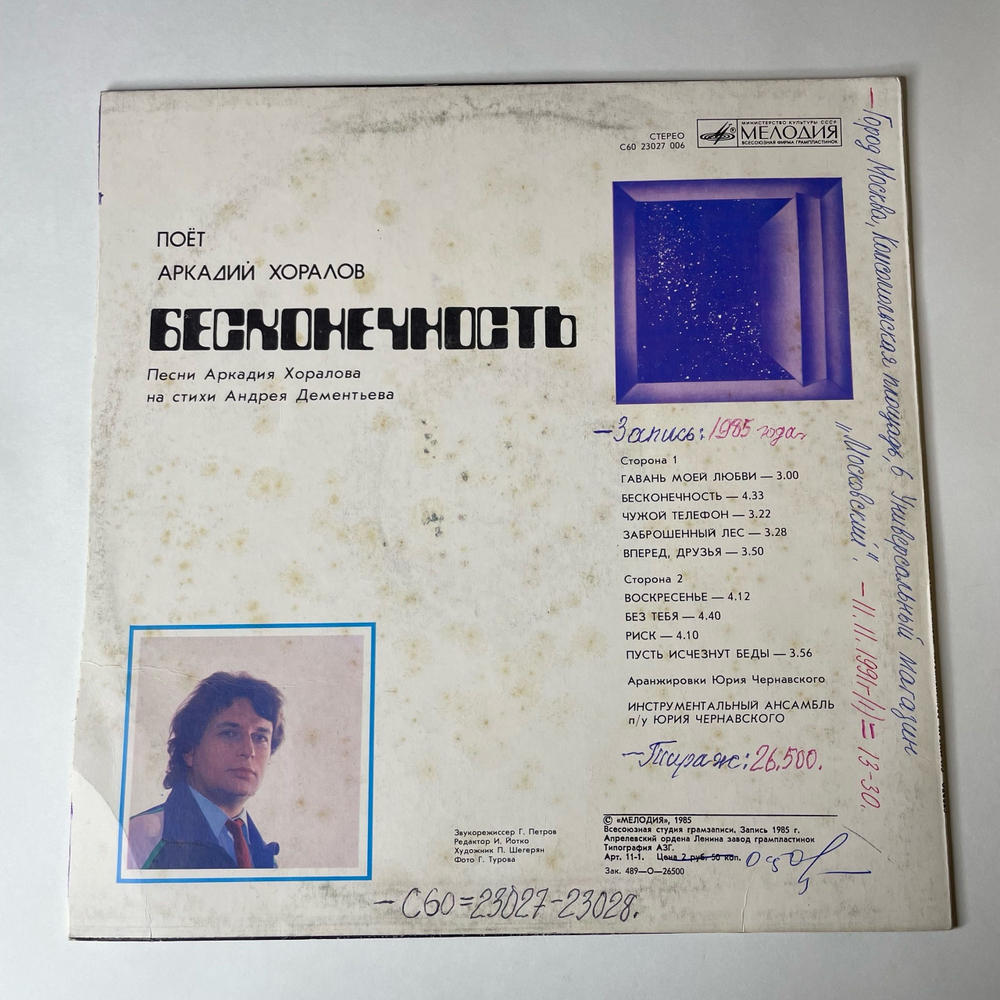 СТЕРЕО
С60 23027 006
МИНИСТЕРСТВО КУЛЬТУРЫ СССР
МЕЛОДИЯ
ВСЕСОЮЗНАЯ ФИРМА ГРАМПЛАСТИНОК
ПОЁТ
АРКАДИЙ ХОРАЛОВ
БЕСКОНЕЧНОСТЬ
Песни Аркадия Хоралова
на стихи Андрея Дементьева
— Запись: 1985 года,
Сторона 1
ГАВАНЬ МОЕЙ ЛЮБВИ — 3.00
БЕСКОНЕЧНОСТЬ — 4.33
ЧУЖОЙ ТЕЛЕФОН — 3.22
ЗАБРОШЕННЫЙ ЛЕС — 3.28
ВПЕРЕД, ДРУЗЬЯ — 3.50
Сторона 2
ВОСКРЕСЕНЬЕ — 4.12
БЕЗ ТЕБЯ — 4.40
РИСК — 4.10
ПУСТЬ ИСЧЕЗНУТ БЕДЫ — 3.56
Аранжировки Юрия Чернавского
ИНСТРУМЕНТАЛЬНЫЙ АНСАМБЛЬ
п/у ЮРИЯ ЧЕРНАВСКОГО
— Тираж: 26.500.
Звукорежиссер Г. Петров
Редактор И. Йотко
Художник П. Шегерян
Фото Г. Турова
© «МЕЛОДИЯ», 1985
Всесоюзная студия грамзаписи. Запись 1985 г.
Апрелевский ордена Ленина завод грампластинок
Типография АЗГ.
Арт. 11-1. Цена 2 руб. 50 коп.
Зак. 489—О—26500
— С60=23027-23028.
— Город Москва, Комсомольская площадь 6 Универсальный магазин
„Московский". — 11.11.1991г(4)= 13-30.